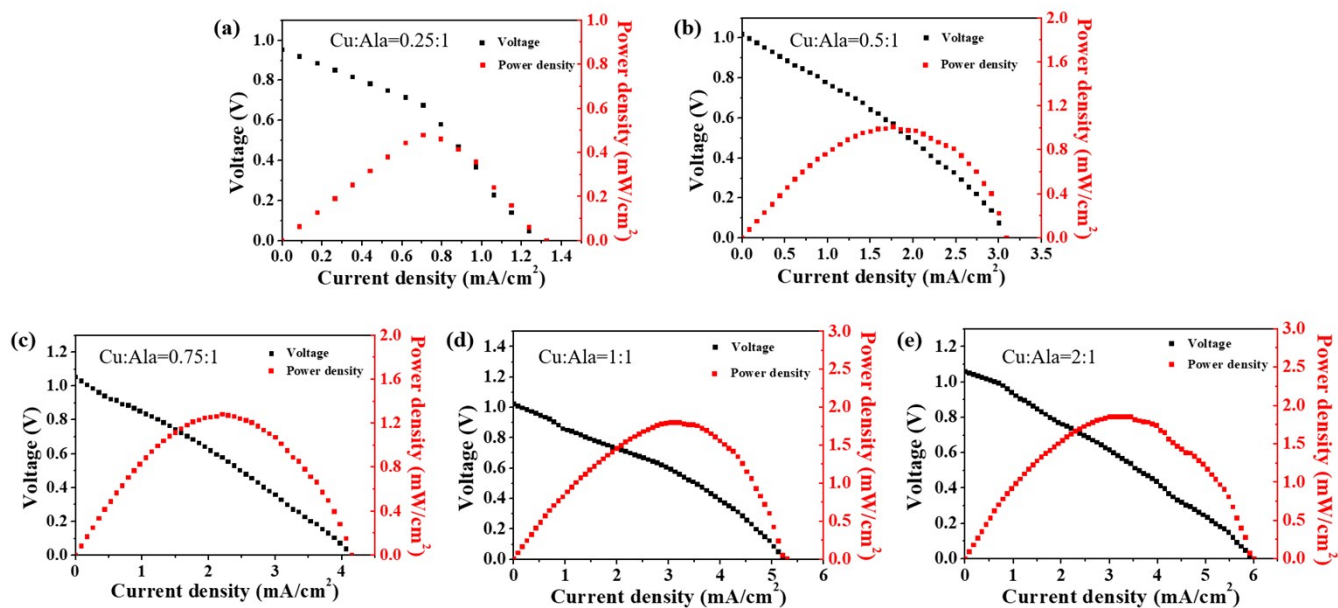 (a)
Cu:Ala=0.25:1
Voltage
Power density
Voltage (V)
1.0
0.8
0.6
0.4
0.2
0.0
0.0 0.2 0.4 0.6 0.8 1.0 1.2 1.4
Current density (mA/cm²)
1.0
0.8
0.6
0.4
0.2
0.0
Power density (mW/cm²)
(b)
Cu:Ala=0.5:1
Voltage
Power density
Voltage (V)
1.0
0.8
0.6
0.4
0.2
0.0
0.0 0.5 1.0 1.5 2.0 2.5 3.0 3.5
Current density (mA/cm²)
2.0
1.6
1.2
0.8
0.4
0.0
Power density (mW/cm²)
(c)
Cu:Ala=0.75:1
Voltage
Power density
Voltage (V)
1.2
1.0
0.8
0.6
0.4
0.2
0.0
0 1 2 3 4
Current density (mA/cm²)
2.0
1.6
1.2
0.8
0.4
0.0
Power density (mW/cm²)
(d)
Cu:Ala=1:1
Voltage
Power density
Voltage (V)
1.4
1.2
1.0
0.8
0.6
0.4
0.2
0.0
0 1 2 3 4 5 6
Current density (mA/cm²)
3.0
2.5
2.0
1.5
1.0
0.5
0.0
Power density (mW/cm²)
(e)
Cu:Ala=2:1
Voltage
Power density
Voltage (V)
1.2
1.0
0.8
0.6
0.4
0.2
0.0
0 1 2 3 4 5 6
Current density (mA/cm²)
3.0
2.5
2.0
1.5
1.0
0.5
0.0
Power density (mW/cm²)